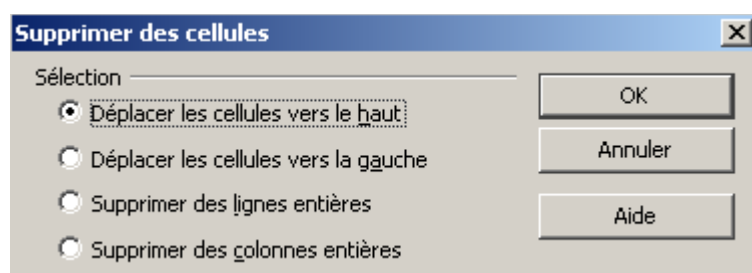 Supprimer des cellules
Sélection
Déplacer les cellules vers le haut
Déplacer les cellules vers la gauche
Supprimer des lignes entières
Supprimer des colonnes entières
OK
Annuler
Aide